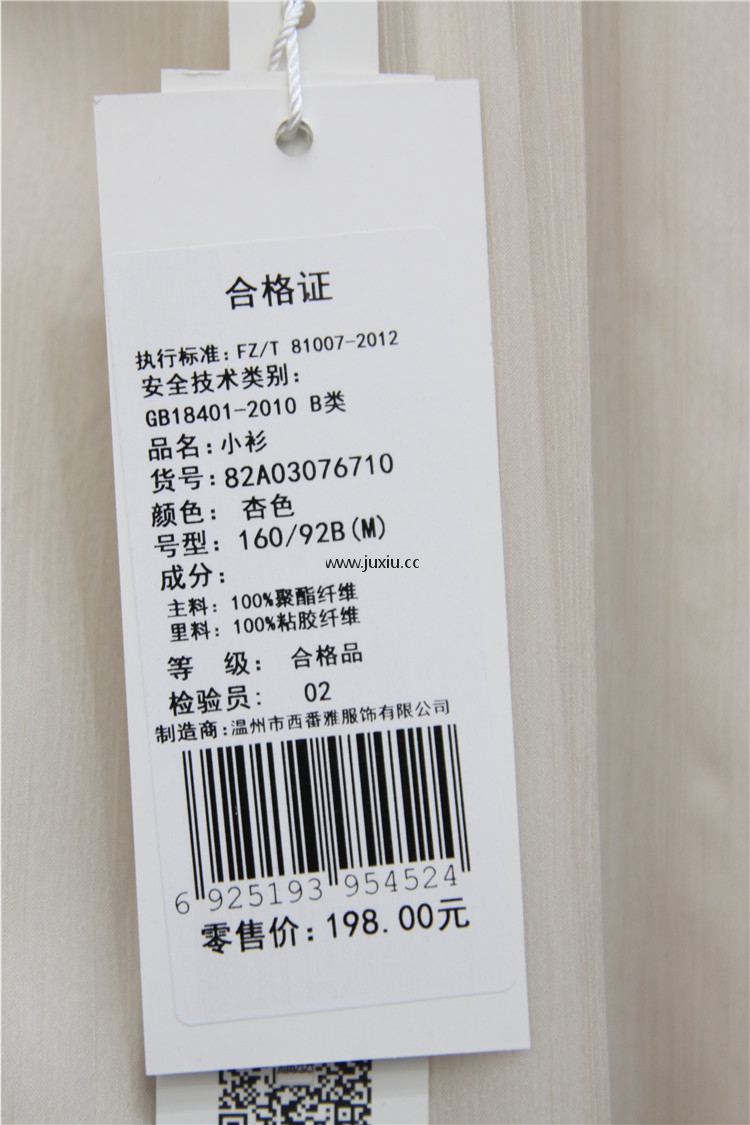 合格证
执行标准：FZ/T 81007-2012
安全技术类别：
GB18401-2010 B类
品名：小衫
货号：82A03076710
颜色： 杏色
号型：160/92B(M)
www.juxiu.cc
成分：
主料：100%聚酯纤维
里料：100%粘胶纤维
等 级： 合格品
检验员： 02
制造商：温州市西番雅服饰有限公司
6 925193 954524
零售价：198.00元